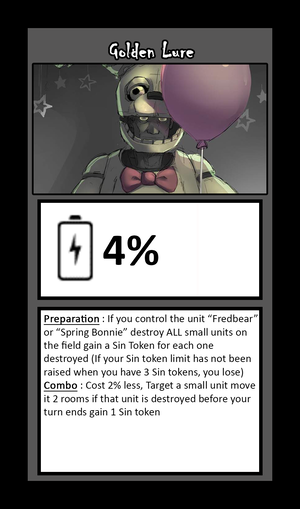 Golden Lure
4%
Preparation : If you control the unit “Fredbear”
or “Spring Bonnie” destroy ALL small units on
the field gain a Sin Token for each one
destroyed (If your Sin token limit has not been
raised when you have 3 Sin tokens, you lose)
Combo : Cost 2% less, Target a small unit move
it 2 rooms if that unit is destroyed before your
turn ends gain 1 Sin token